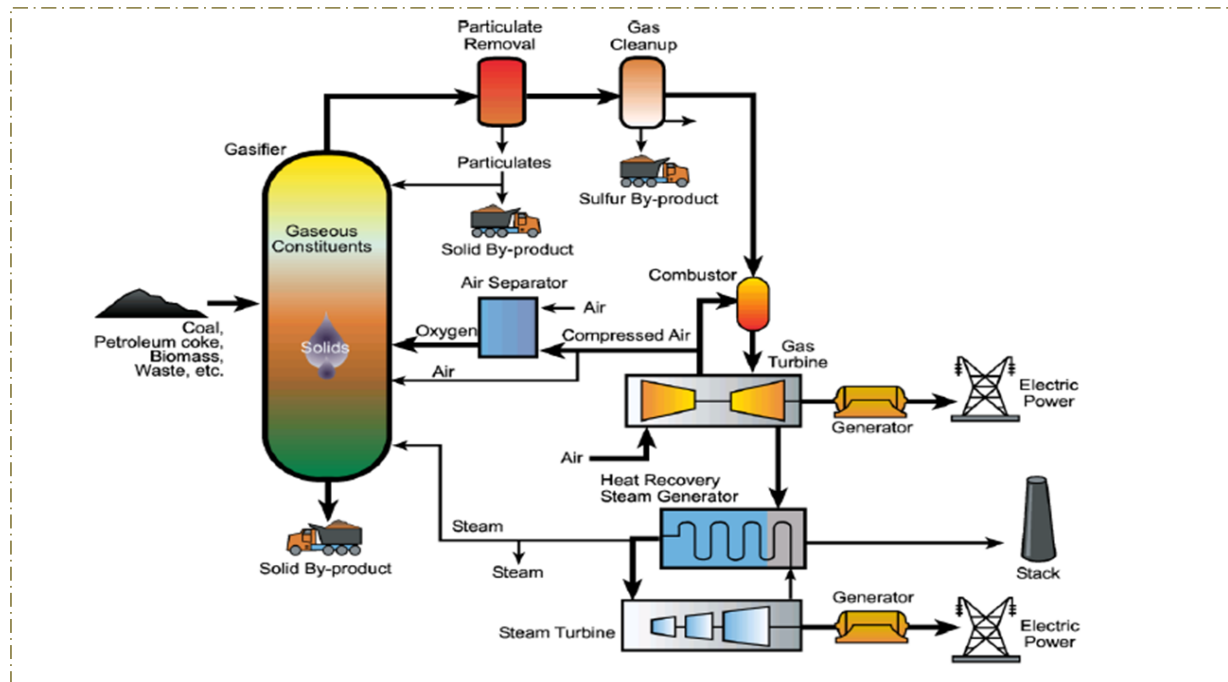 Particulate
Removal
Gas
Cleanup
Gasifier
Particulates
Sulfur By-product
Solid By-product
Gaseous
Constituents
Air Separator
Air
Combustor
Coal,
Petroleum coke,
Biomass,
Waste, etc.
Solids
Oxygen
Compressed Air
Air
Gas
Turbine
Electric
Power
Generator
Air
Heat Recovery
Steam Generator
Steam
Steam
Solid By-product
Stack
Steam Turbine
Generator
Electric
Power